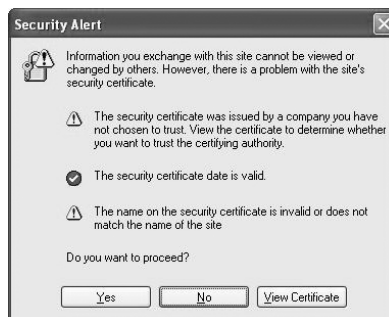 Security Alert
Information you exchange with this site cannot be viewed or
changed by others. However, there is a problem with the site's
security certificate.
The security certificate was issued by a company you have
not chosen to trust. View the certificate to determine whether
you want to trust the certifying authority.
The security certificate date is valid.
The name on the security certificate is invalid or does not
match the name of the site
Do you want to proceed?
Yes
No
View Certificate